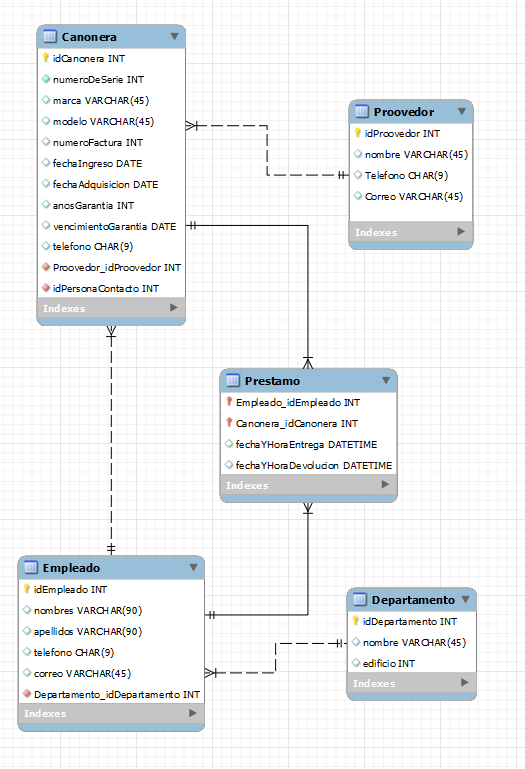 Canonera
idCanonera INT
numeroDeSerie INT
marca VARCHAR(45)
modelo VARCHAR(45)
numeroFactura INT
fechaIngreso DATE
fechaAdquisicion DATE
anosGarantia INT
vencimientoGarantia DATE
telefono CHAR(9)
Proovedor_idProovedor INT
idPersonaContacto INT
Indexes
Proovedor
idProovedor INT
nombre VARCHAR(45)
Telefono CHAR(9)
Correo VARCHAR(45)
Indexes
Prestamo
Empleado_idEmpleado INT
Canonera_idCanonera INT
fechaYHoraEntrega DATETIME
fechaYHoraDevolucion DATETIME
Indexes
Empleado
idEmpleado INT
nombres VARCHAR(90)
apellidos VARCHAR(90)
telefono CHAR(9)
correo VARCHAR(45)
Departamento_idDepartamento INT
Indexes
Departamento
idDepartamento INT
nombre VARCHAR(45)
edificio INT
Indexes